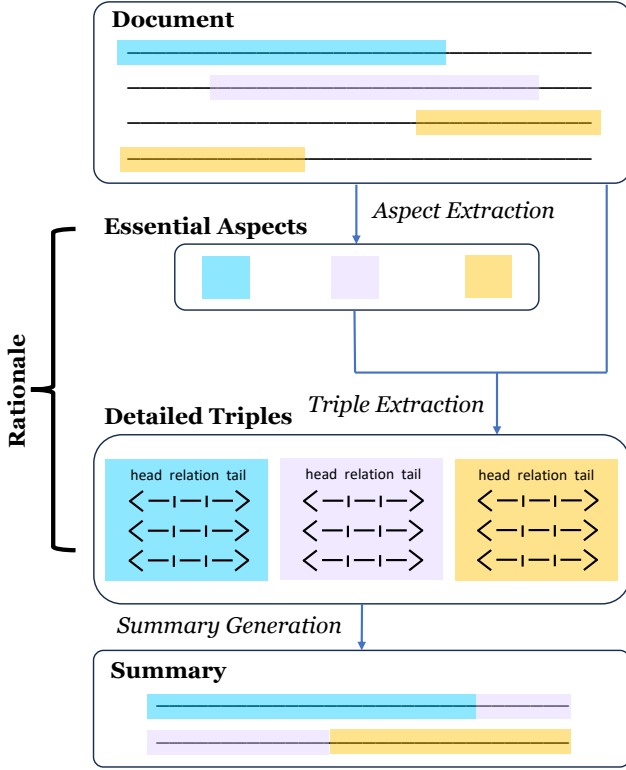 Document
Aspect Extraction
Essential Aspects
Rationale
Triple Extraction
Detailed Triples
head relation tail
head relation tail
head relation tail
Summary Generation
Summary